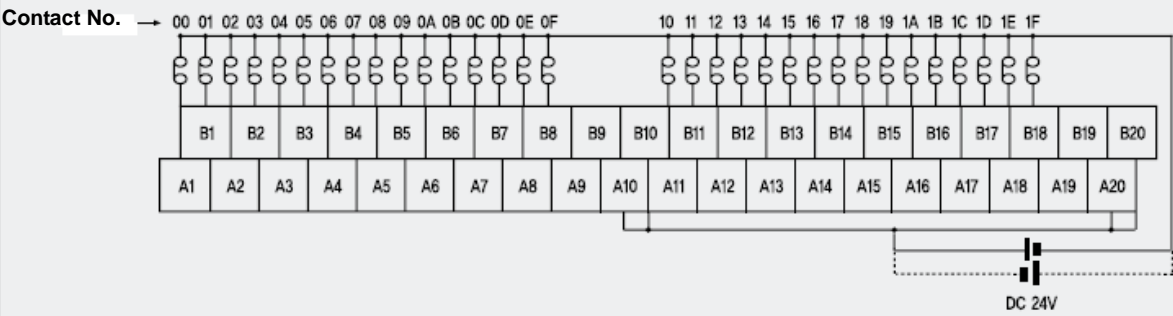 Contact No. → 00 01 02 03 04 05 06 07 08 09 0A 0B 0C 0D 0E 0F 10 11 12 13 14 15 16 17 18 19 1A 1B 1C 1D 1E 1F
B1 B2 B3 B4 B5 B6 B7 B8 B9 B10 B11 B12 B13 B14 B15 B16 B17 B18 B19 B20
A1 A2 A3 A4 A5 A6 A7 A8 A9 A10 A11 A12 A13 A14 A15 A16 A17 A18 A19 A20
DC 24V